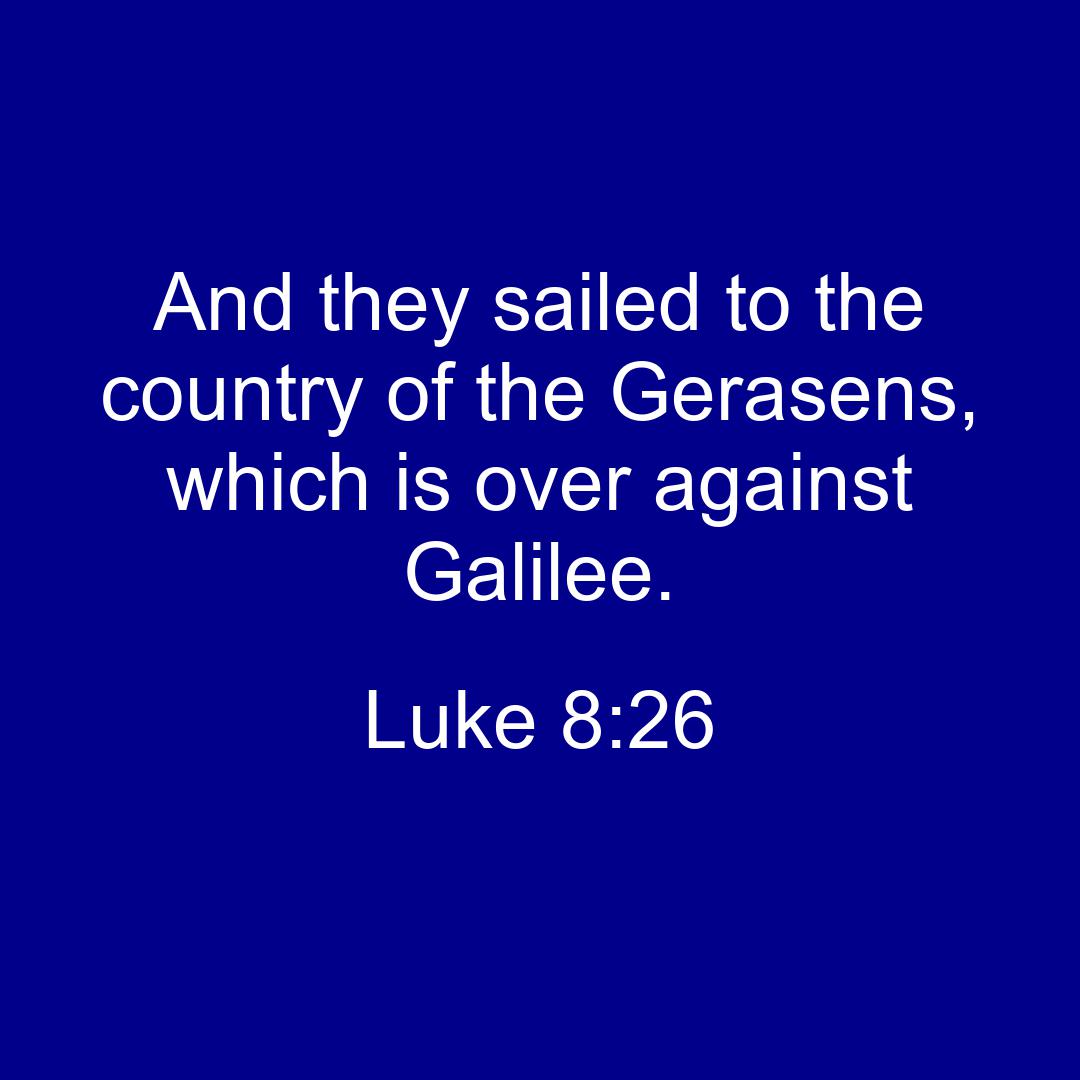 And they sailed to the
country of the Gerasens,
which is over against
Galilee.
Luke 8:26